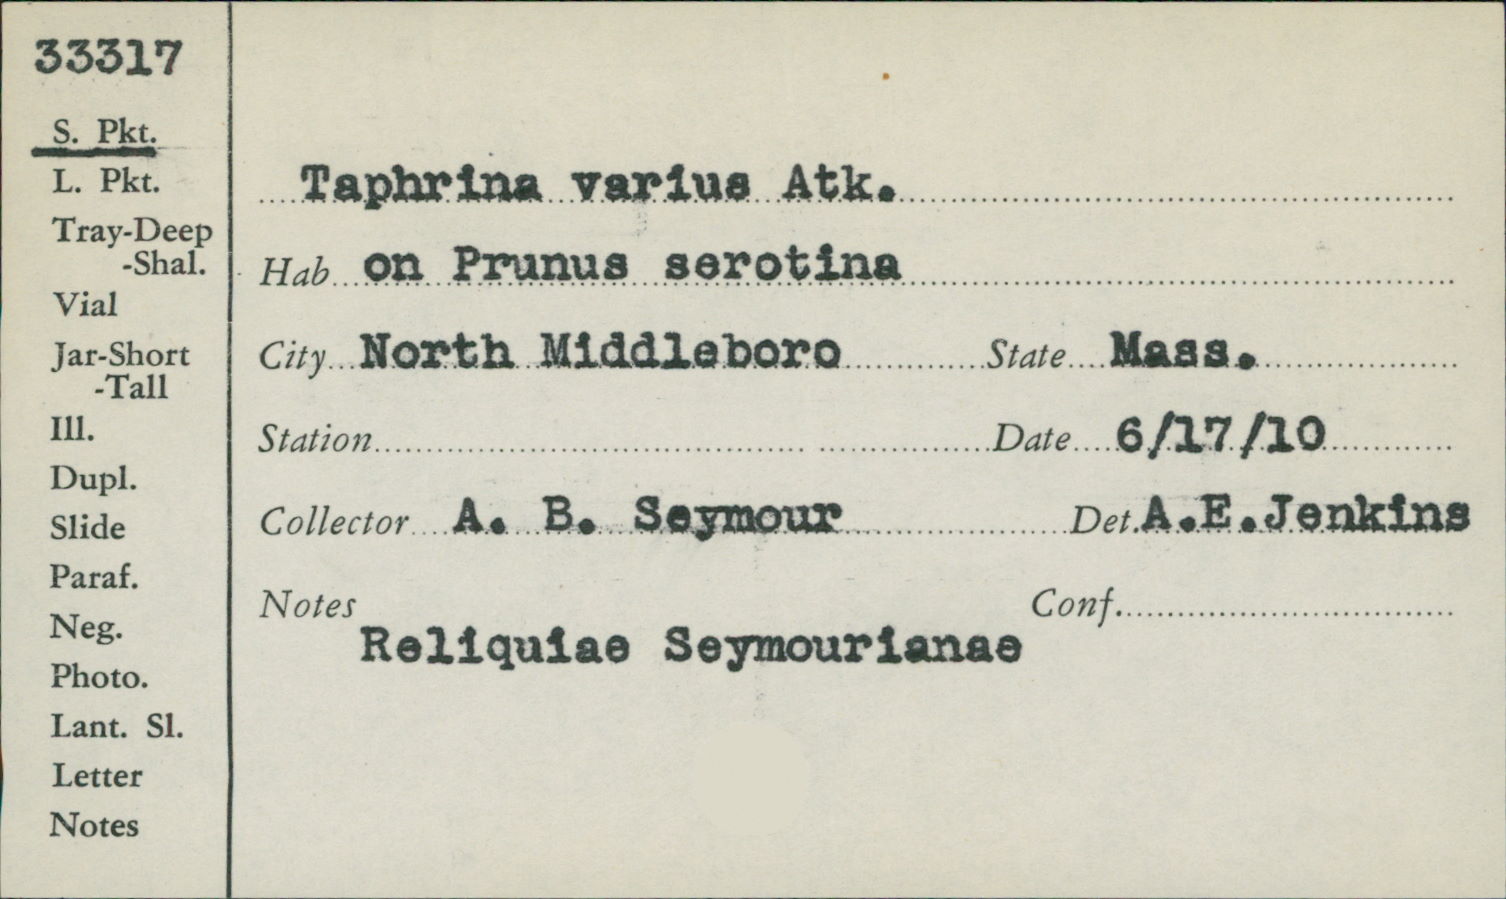 33317
S. Pkt.
L. Pkt.
Tray-Deep
-Shal.
Vial
Jar-Short
-Tall
Ill.
Dupl.
Slide
Paraf.
Neg.
Photo.
Lant. Sl.
Letter
Notes
Taphrina varius Atk.
Hab on Prunus serotina
City North Middleboro State Mass.
Station Date 6/17/10
Collector A. B. Seymour Det. A.E.Jenkins
Notes Conf.
Reliquiae Seymourianae